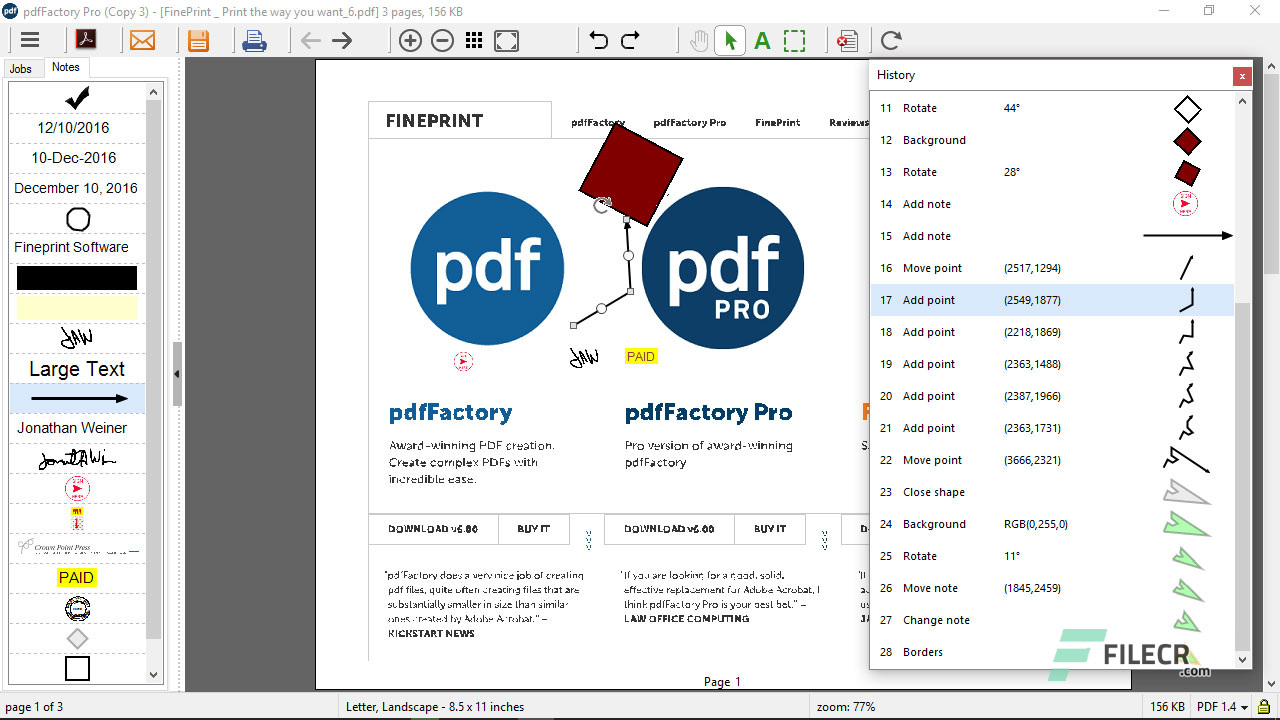 pdfFactory Pro (Copy 3) - [FinePrint _ Print the way you want_6.pdf] 3 pages, 156 KB
Jobs
Notes
12/10/2016
10-Dec-2016
December 10, 2016
Fineprint Software
JAW
Large Text
Jonathan Weiner
Crown Point Press
PAID
FINEPRINT
pdfFactory
pdfFactory Pro
FinePrint
Reviews
pdf
pdf
PRO
JAW
PAID
pdfFactory
Award-winning PDF creation.
Create complex PDFs with
incredible ease.
pdfFactory Pro
Pro version of award-winning
pdfFactory
DOWNLOAD v6.00
BUY IT
DOWNLOAD v6.00
BUY IT
"pdfFactory does a very nice job of creating
pdf files, quite often creating files that are
substantially smaller in size than similar
ones created by Adobe Acrobat." –
KICKSTART NEWS
"If you are looking for a good, solid,
effective replacement for Adobe Acrobat, I
think pdfFactory Pro is your best bet." –
LAW OFFICE COMPUTING
Page 1
History
x
11 Rotate 44°
12 Background
13 Rotate 28°
14 Add note
15 Add note
16 Move point (2517,1294)
17 Add point (2549,1877)
18 Add point (2218,1869)
19 Add point (2363,1488)
20 Add point (2387,1966)
21 Add point (2363,1731)
22 Move point (3666,2321)
23 Close shape
24 Background RGB(0,255,0)
25 Rotate 11°
26 Move note (1845,2459)
27 Change note
28 Borders
FILECR
.com
page 1 of 3
Letter, Landscape - 8.5 x 11 inches
zoom: 77%
156 KB
PDF 1.4